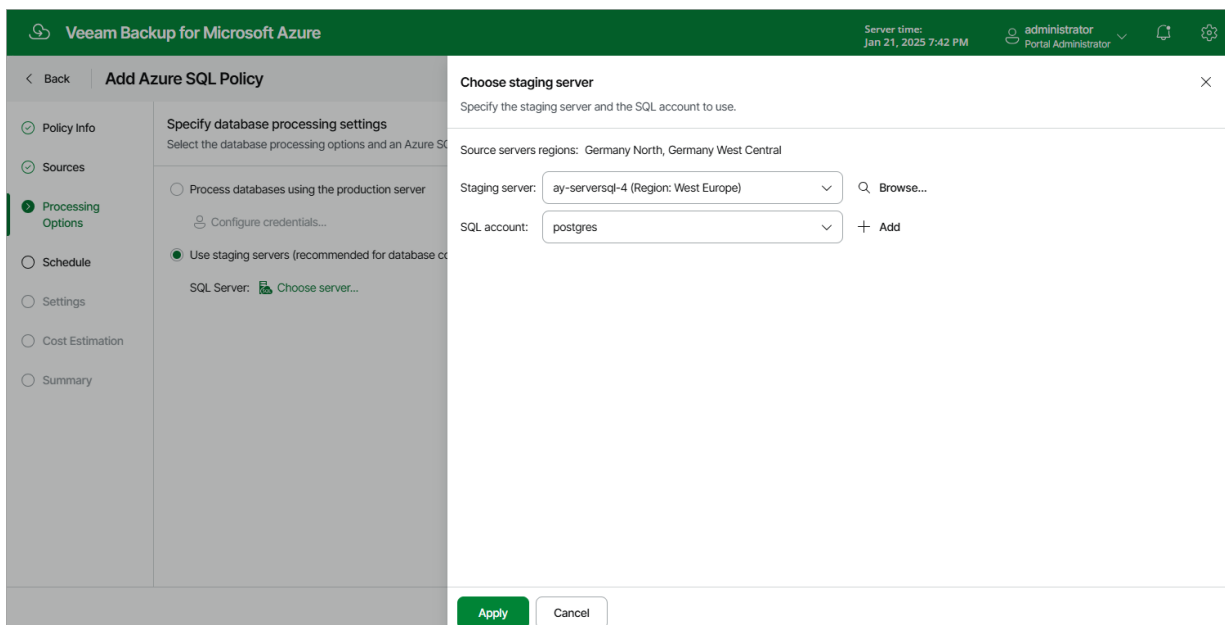 Veeam Backup for Microsoft Azure
Server time:
Jan 21, 2025 7:42 PM
administrator
Portal Administrator
Back
Add Azure SQL Policy
Policy Info
Sources
Processing
Options
Schedule
Settings
Cost Estimation
Summary
Specify database processing settings
Select the database processing options and an Azure
Process databases using the production server
Configure credentials...
Use staging servers (recommended for database
SQL Server: Choose server...
Choose staging server
Specify the staging server and the SQL account to use.
Source servers regions: Germany North, Germany West Central
Staging server: ay-serversql-4 (Region: West Europe) Browse...
SQL account: postgres Add
Apply Cancel